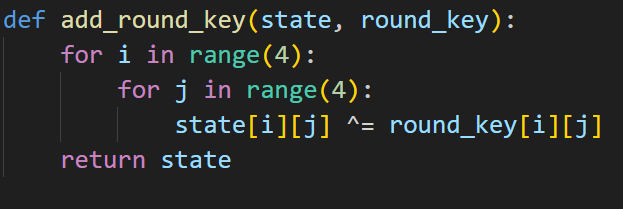 def add_round_key(state, round_key):
    for i in range(4):
        for j in range(4):
            state[i][j] ^= round_key[i][j]
    return state